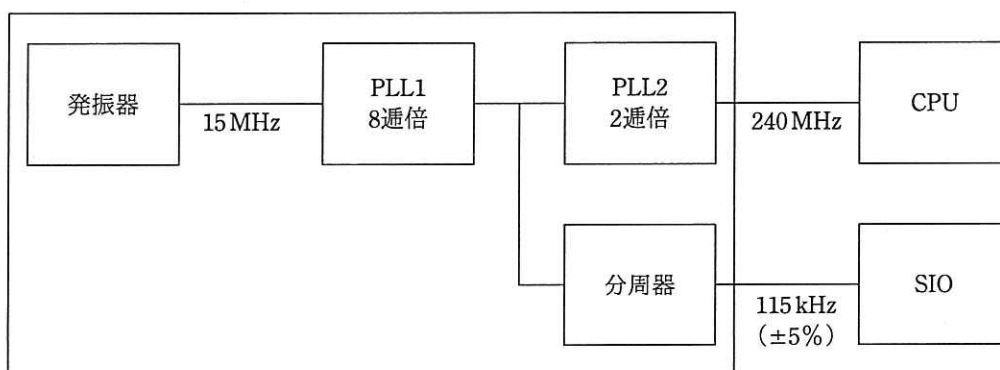 発振器
15 MHz
PLL1
8逓倍
PLL2
2逓倍
240 MHz
CPU
分周器
115 kHz
(±5%)
SIO